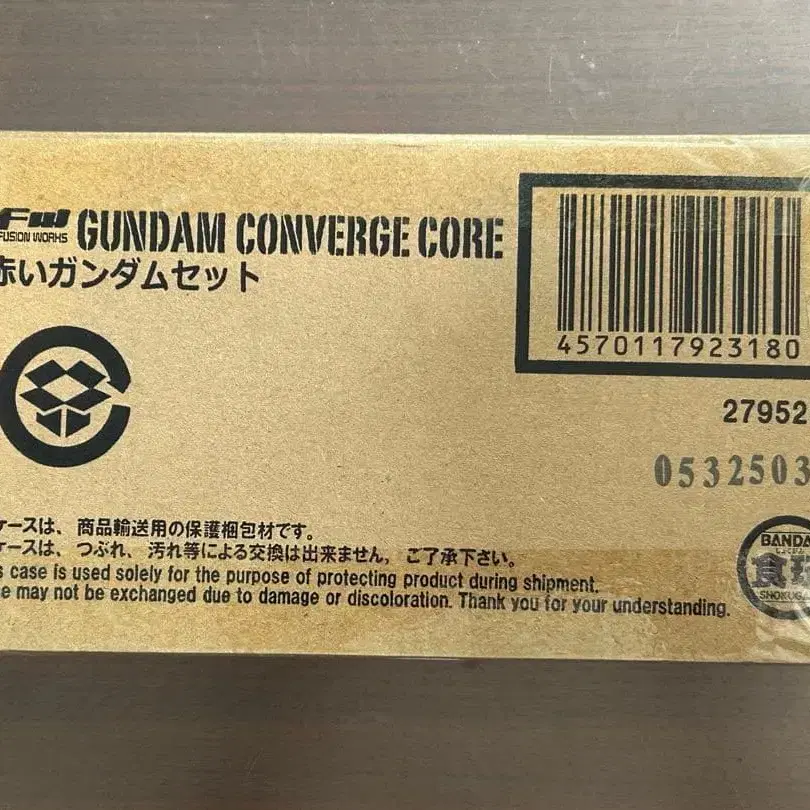 FW GUNDAM CONVERGE CORE
FUSION WORKS
赤いガンダムセット
4570117923180
27952
0532503
ケースは、商品輸送用の保護梱包材です。
ケースは、つぶれ、汚れ等による交換は出来ません，ご了承下さい。
s case is used solely for the purpose of protecting product during shipment.
e may not be exchanged due to damage or discoloration. Thank you for your understanding.
BANDA
食玩
SHOKUGA